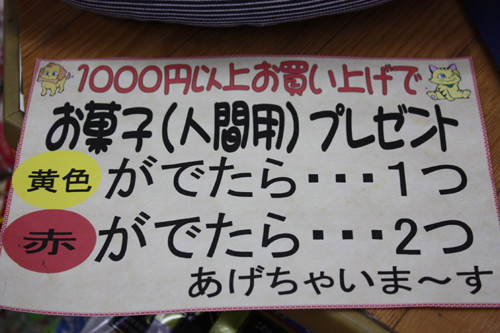 1000円以上お買い上げで
お菓子(人間用)プレゼント
黄色がでたら・・・1つ
赤がでたら・・・2つ
あげちゃいま〜す